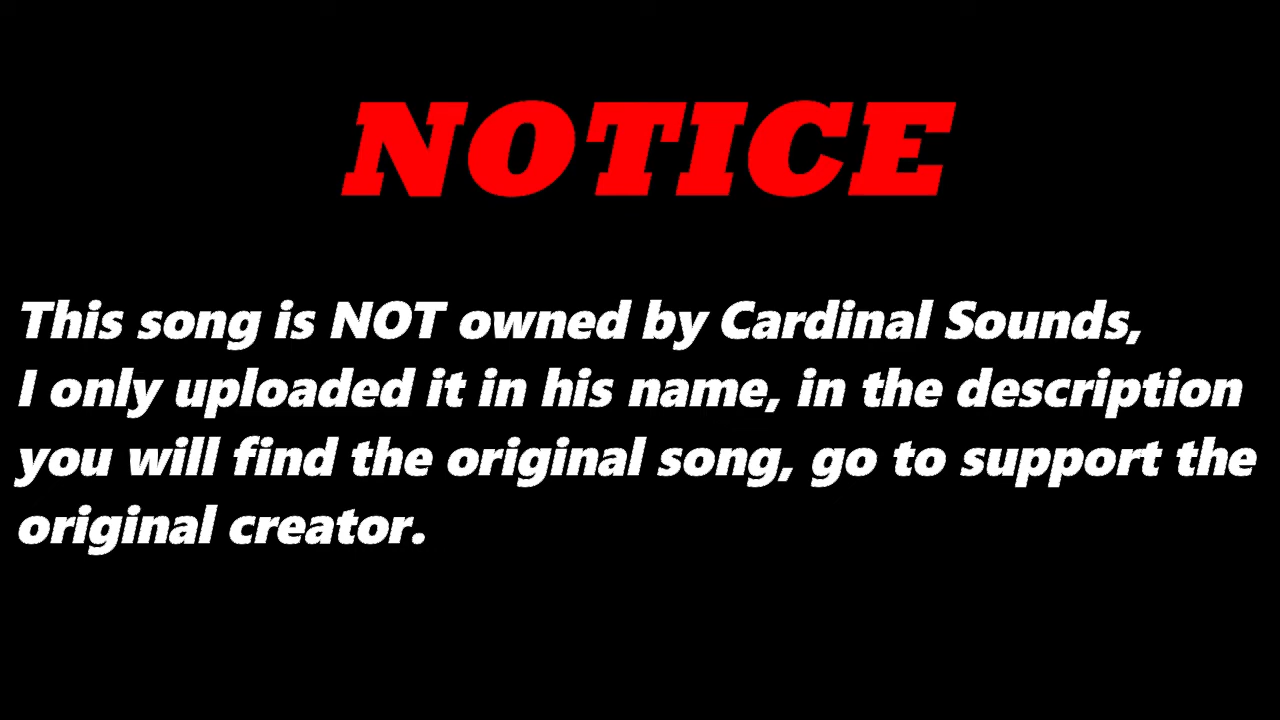 NOTICE
This song is NOT owned by Cardinal Sounds,
I only uploaded it in his name, in the description
you will find the original song, go to support the
original creator.